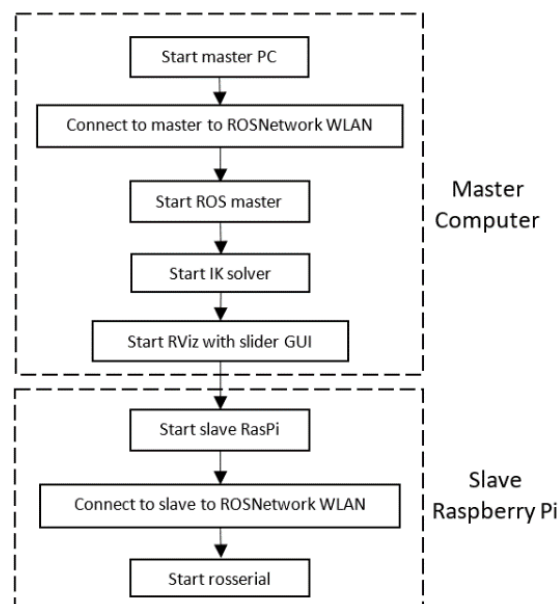 Start master PC
Connect to master to ROSNetwork WLAN
Start ROS master
Start IK solver
Start RViz with slider GUI
Master
Computer
Start slave RasPi
Connect to slave to ROSNetwork WLAN
Start rosserial
Slave
Raspberry Pi